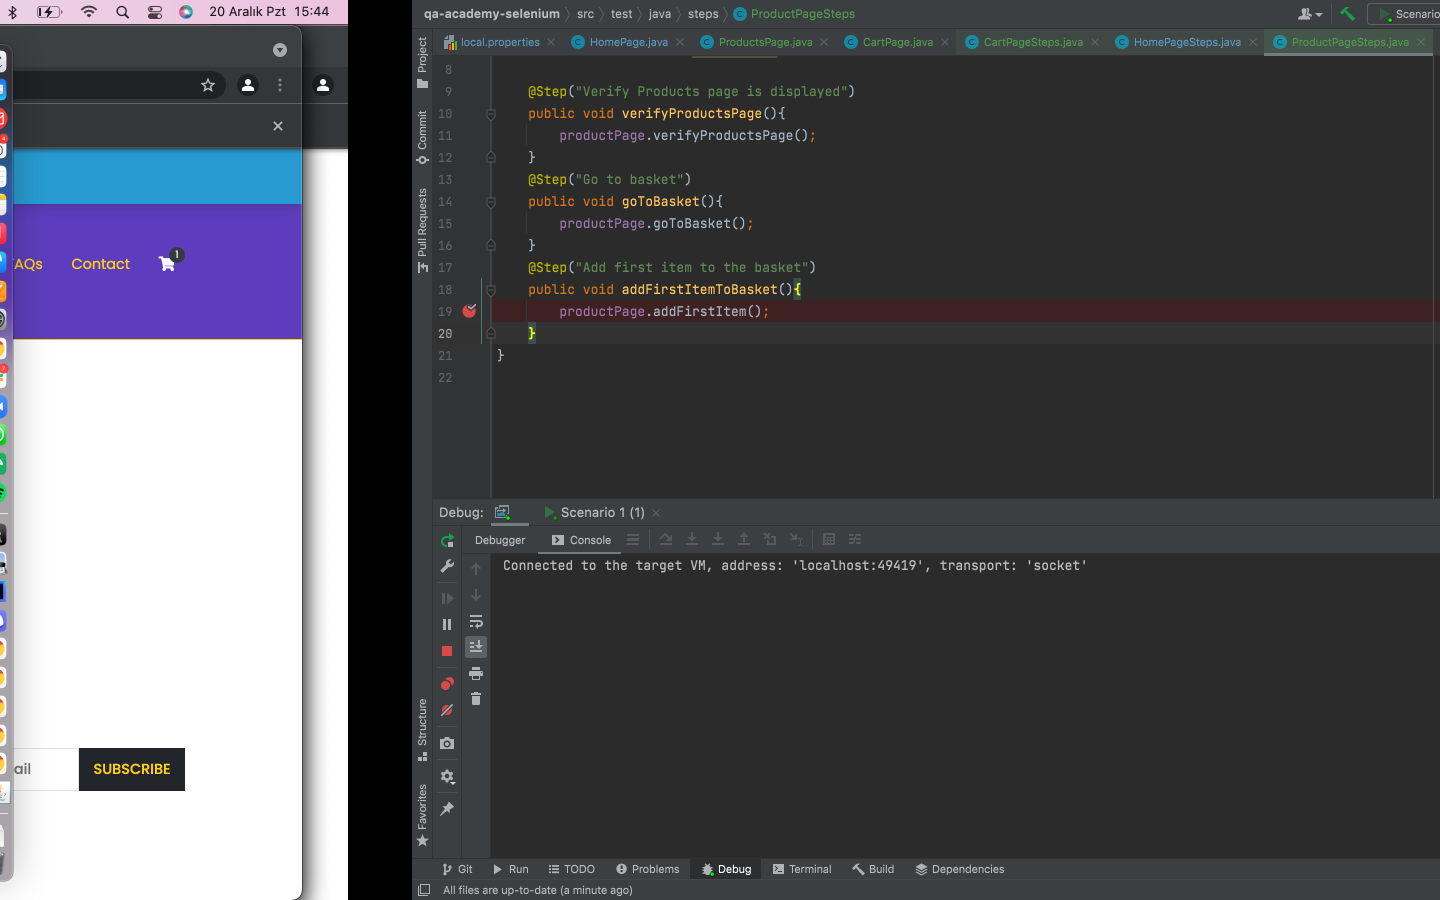 20 Aralık Pzt 15:44
AQs
Contact
1
ail
SUBSCRIBE
qa-academy-selenium
src
test
java
steps
ProductPageSteps
Scenario
local.properties
HomePage.java
ProductsPage.java
CartPage.java
CartPageSteps.java
HomePageSteps.java
ProductPageSteps.java
Project
Commit
Pull Requests
Structure
Favorites
8
9 @Step("Verify Products page is displayed")
10 public void verifyProductsPage(){
11 productPage.verifyProductsPage();
12 }
13 @Step("Go to basket")
14 public void goToBasket(){
15 productPage.goToBasket();
16 }
17 @Step("Add first item to the basket")
18 public void addFirstItemToBasket(){
19 productPage.addFirstItem();
20 }
21 }
22
Debug:
Scenario 1 (1)
Debugger
Console
Connected to the target VM, address: 'localhost:49419', transport: 'socket'
Git
Run
TODO
Problems
Debug
Terminal
Build
Dependencies
All files are up-to-date (a minute ago)